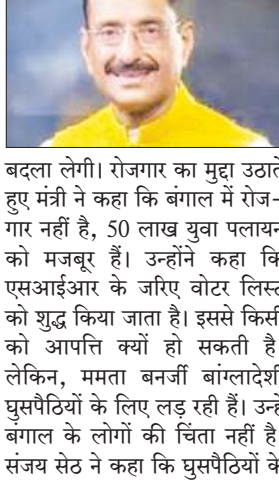 बदला लेगी। रोजगार का मुद्दा उठाते
हुए मंत्री ने कहा कि बंगाल में रोज-
गार नहीं है, 50 लाख युवा पलायन
को मजबूर हैं। उन्होंने कहा कि
एसआईआर के जरिए वोटर लिस्ट
को शुद्ध किया जाता है। इससे किसी
को आपत्ति क्यों हो सकती है
लेकिन, ममता बनर्जी बांग्लादेशी
घुसपैठियों के लिए लड़ रही हैं। उन्हें
बंगाल के लोगों की चिंता नहीं है
संजय सेठ ने कहा कि घुसपैठियों के